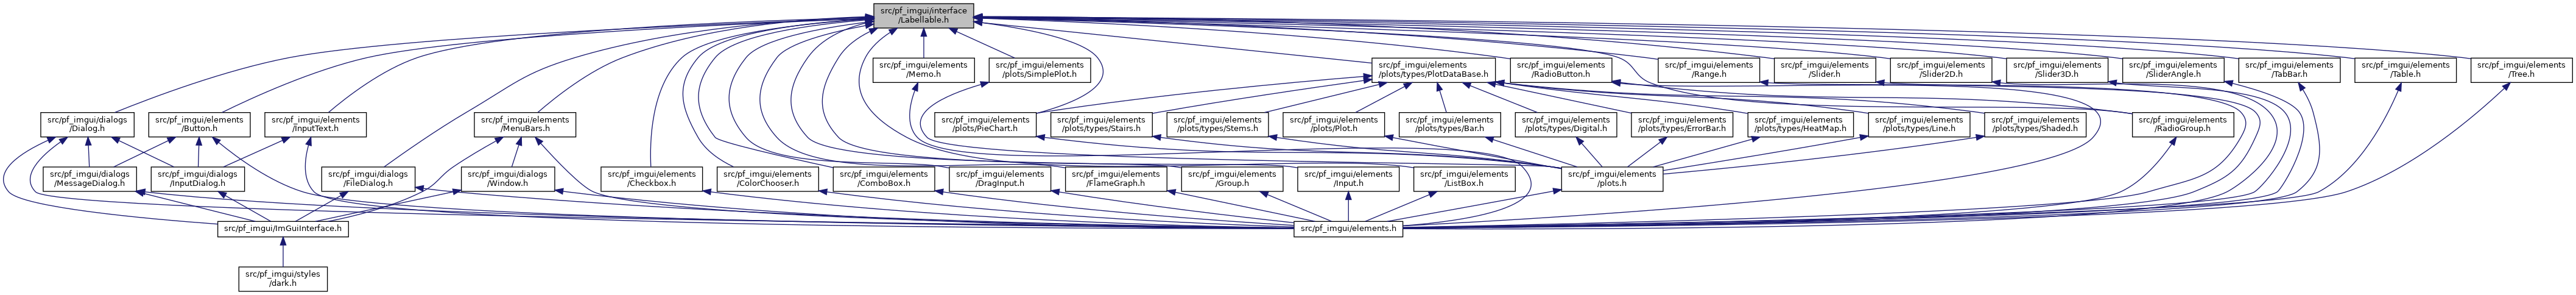 src/pf_imgui/interface
/Labellable.h
src/pf_imgui/elements
/Memo.h
src/pf_imgui/elements
/plots/SimplePlot.h
src/pf_imgui/elements
/plots/types/PlotDataBase.h
src/pf_imgui/elements
/RadioButton.h
src/pf_imgui/elements
/Range.h
src/pf_imgui/elements
/Slider.h
src/pf_imgui/elements
/Slider2D.h
src/pf_imgui/elements
/Slider3D.h
src/pf_imgui/elements
/SliderAngle.h
src/pf_imgui/elements
/TabBar.h
src/pf_imgui/elements
/Table.h
src/pf_imgui/elements
/Tree.h
src/pf_imgui/dialogs
/Dialog.h
src/pf_imgui/elements
/Button.h
src/pf_imgui/elements
/InputText.h
src/pf_imgui/elements
/MenuBars.h
src/pf_imgui/elements
/plots/PieChart.h
src/pf_imgui/elements
/plots/types/Stairs.h
src/pf_imgui/elements
/plots/types/Stems.h
src/pf_imgui/elements
/plots/Plot.h
src/pf_imgui/elements
/plots/types/Bar.h
src/pf_imgui/elements
/plots/types/Digital.h
src/pf_imgui/elements
/plots/types/ErrorBar.h
src/pf_imgui/elements
/plots/types/HeatMap.h
src/pf_imgui/elements
/plots/types/Line.h
src/pf_imgui/elements
/plots/types/Shaded.h
src/pf_imgui/elements
/RadioGroup.h
src/pf_imgui/dialogs
/MessageDialog.h
src/pf_imgui/dialogs
/InputDialog.h
src/pf_imgui/dialogs
/FileDialog.h
src/pf_imgui/dialogs
/Window.h
src/pf_imgui/elements
/Checkbox.h
src/pf_imgui/elements
/ColorChooser.h
src/pf_imgui/elements
/ComboBox.h
src/pf_imgui/elements
/DragInput.h
src/pf_imgui/elements
/FlameGraph.h
src/pf_imgui/elements
/Group.h
src/pf_imgui/elements
/Input.h
src/pf_imgui/elements
/ListBox.h
src/pf_imgui/elements
/plots.h
src/pf_imgui/ImGuiInterface.h
src/pf_imgui/elements.h
src/pf_imgui/styles
/dark.h